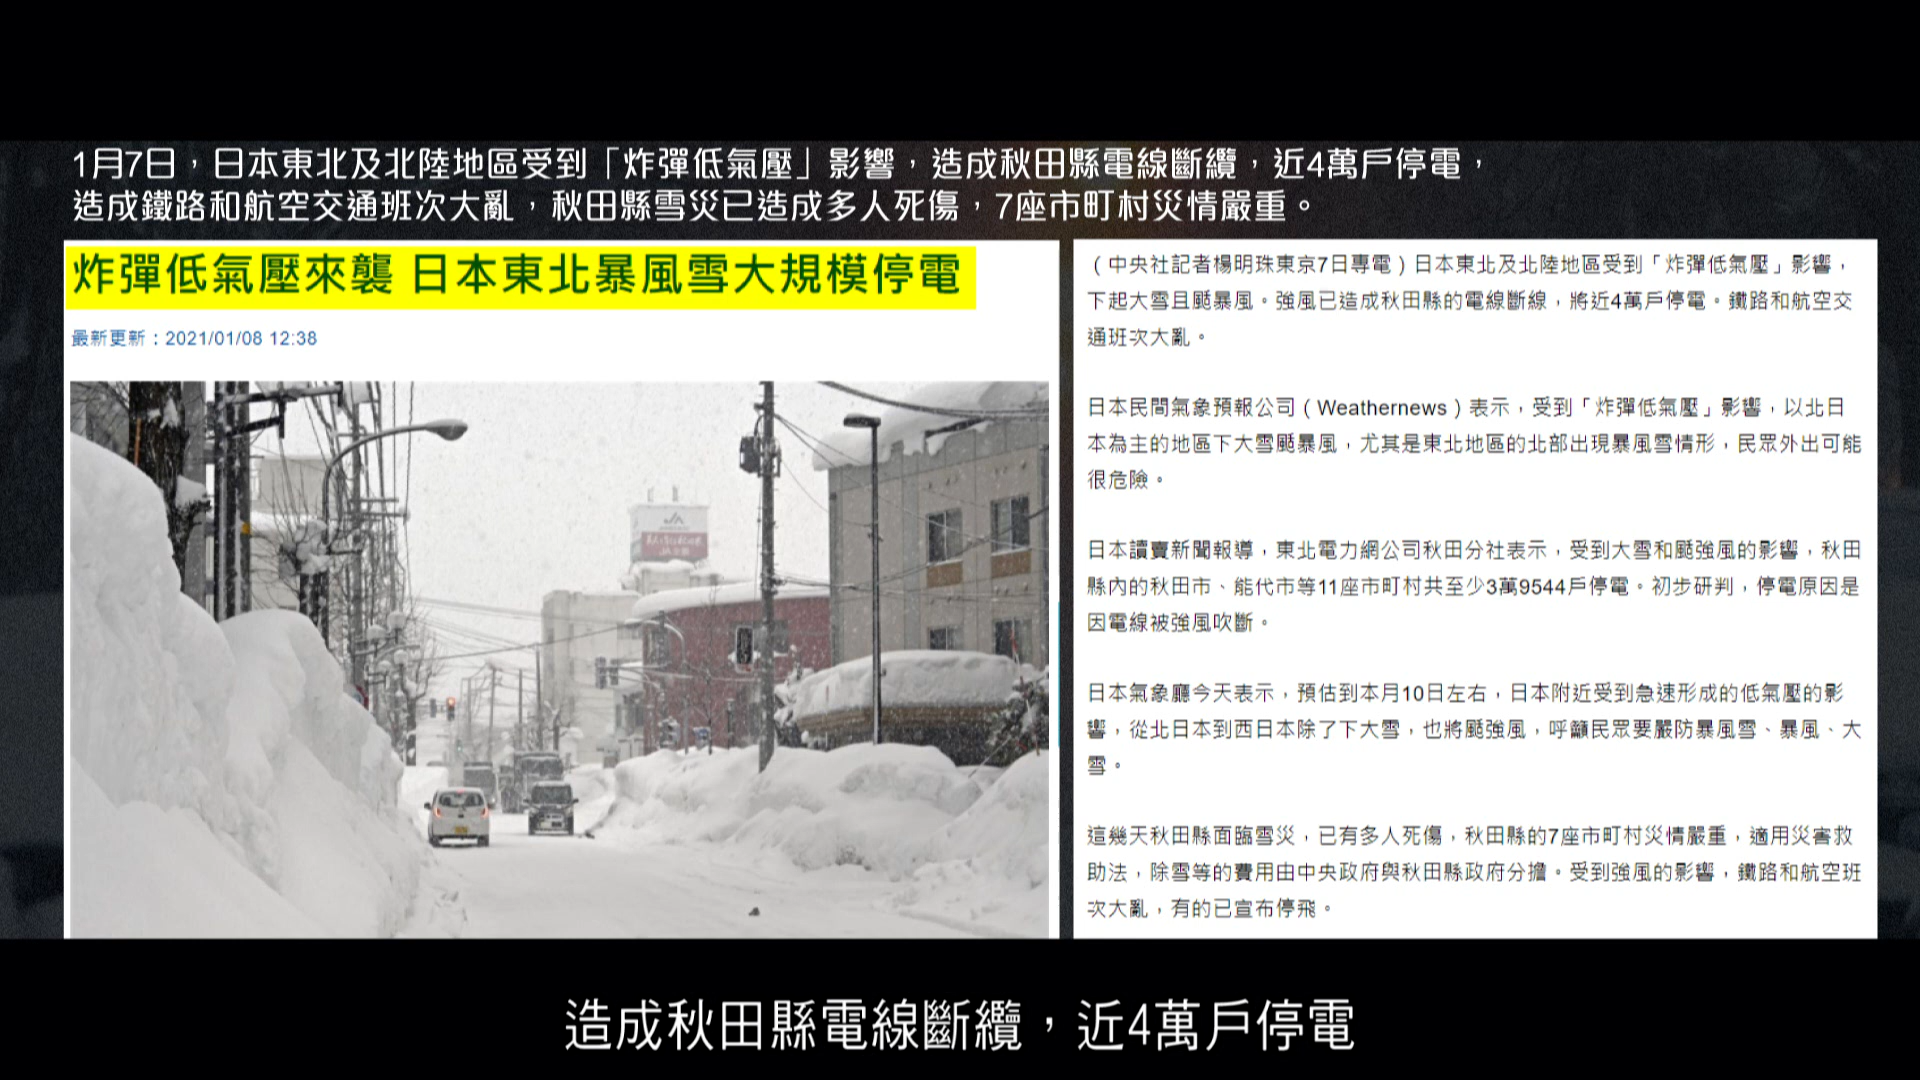 1月7日，日本東北及北陸地區受到「炸彈低氣壓」影響，造成秋田縣電線斷纜，近4萬戶停電，
造成鐵路和航空交通班次大亂，秋田縣雪災已造成多人死傷，7座市町村災情嚴重。
炸彈低氣壓來襲 日本東北暴風雪大規模停電
最新更新：2021/01/08 12:38
JA
（中央社記者楊明珠東京7日專電）日本東北及北陸地區受到「炸彈低氣壓」影響，
下起大雪且颳暴風。強風已造成秋田縣的電線斷線，將近4萬戶停電。鐵路和航空交
通班次大亂。
日本民間氣象預報公司（Weathernews）表示，受到「炸彈低氣壓」影響，以北日
本為主的地區下大雪颳暴風，尤其是東北地區的北部出現暴風雪情形，民眾外出可能
很危險。
日本讀賣新聞報導，東北電力網公司秋田分社表示，受到大雪和颳強風的影響，秋田
縣內的秋田市、能代市等11座市町村共至少3萬9544戶停電。初步研判，停電原因是
因電線被強風吹斷。
日本氣象廳今天表示，預估到本月10日左右，日本附近受到急速形成的低氣壓的影
響，從北日本到西日本除了下大雪，也將颳強風，呼籲民眾要嚴防暴風雪、暴風、大
雪。
這幾天秋田縣面臨雪災，已有多人死傷，秋田縣的7座市町村災情嚴重，適用災害救
助法，除雪等的費用由中央政府與秋田縣政府分擔。受到強風的影響，鐵路和航空班
次大亂，有的已宣布停飛。
造成秋田縣電線斷纜，近4萬戶停電